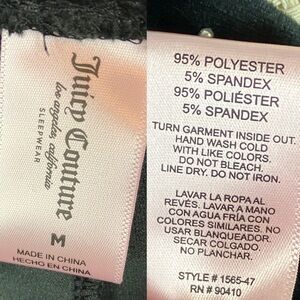 Juicy Couture
los angeles, california
SLEEPWEAR
M
MADE IN CHINA
HECHO EN CHINA
95% POLYESTER
5% SPANDEX
95% POLIÉSTER
5% SPANDEX
TURN GARMENT INSIDE OUT.
HAND WASH COLD
WITH LIKE COLORS.
DO NOT BLEACH.
LINE DRY. DO NOT IRON.
LAVAR LA ROPA AL
REVÉS. LAVAR A MANO
CON AGUA FRÍA CON
COLORES SIMILARES. NO
USAR BLANQUEADOR.
SECAR COLGADO.
NO PLANCHAR.
STYLE # 1565-47
RN # 90410